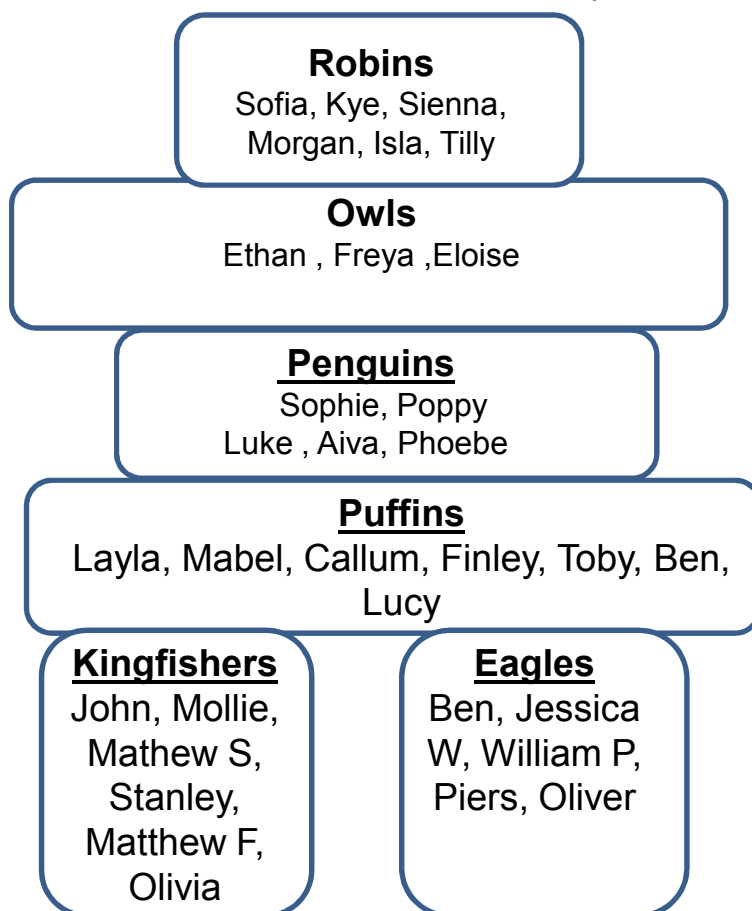 Robins
Sofia, Kye, Sienna,
Morgan, Isla, Tilly
Owls
Ethan , Freya ,Eloise
Penguins
Sophie, Poppy
Luke , Aiva, Phoebe
Puffins
Layla, Mabel, Callum, Finley, Toby, Ben,
Lucy
Kingfishers
John, Mollie,
Mathew S,
Stanley,
Matthew F,
Olivia
Eagles
Ben, Jessica
W, William P,
Piers, Oliver